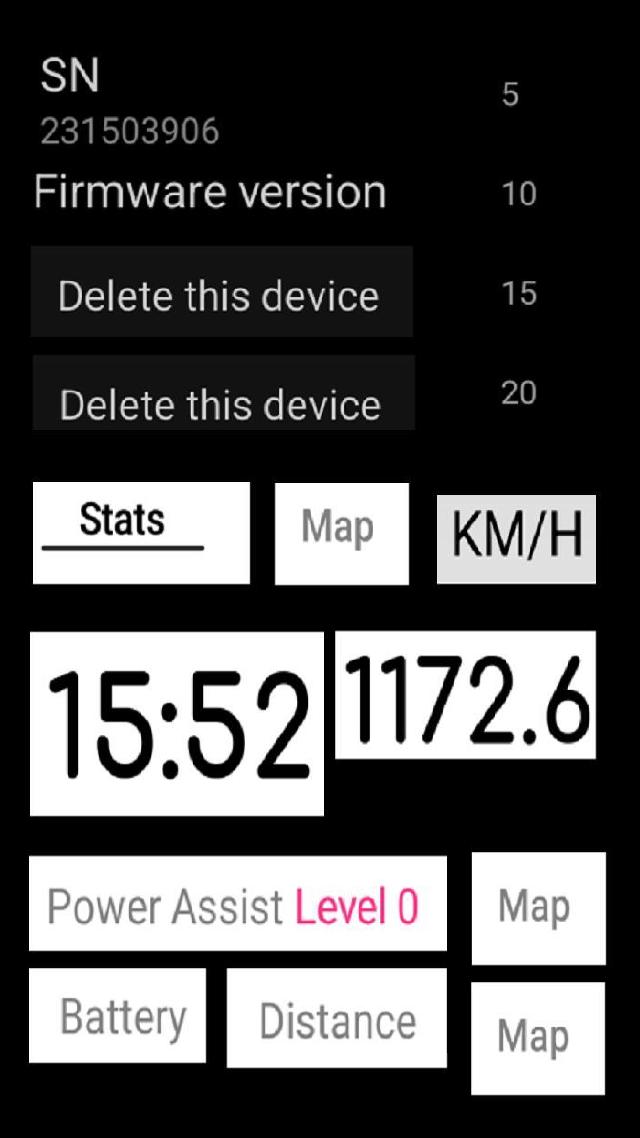 SN
5
231503906
Firmware version
10
Delete this device
15
Delete this device
20
Stats
Map
KM/H
15:52
1172.6
Power Assist Level 0
Map
Battery
Distance
Map